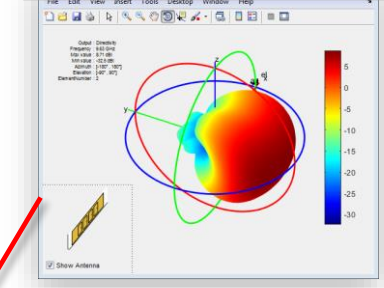 File Edit View Insert Tools Desktop Window Help
Output : Directivity
Frequency : 9.63 GHz
Max value : 8.71 dBi
Min value : -32.6 dBi
Azimuth : [-180°, 180°]
Elevation : [-90°, 90°]
ElementNumber : 2
z
el
y
5
0
-5
-10
-15
-20
-25
-30
Show Antenna